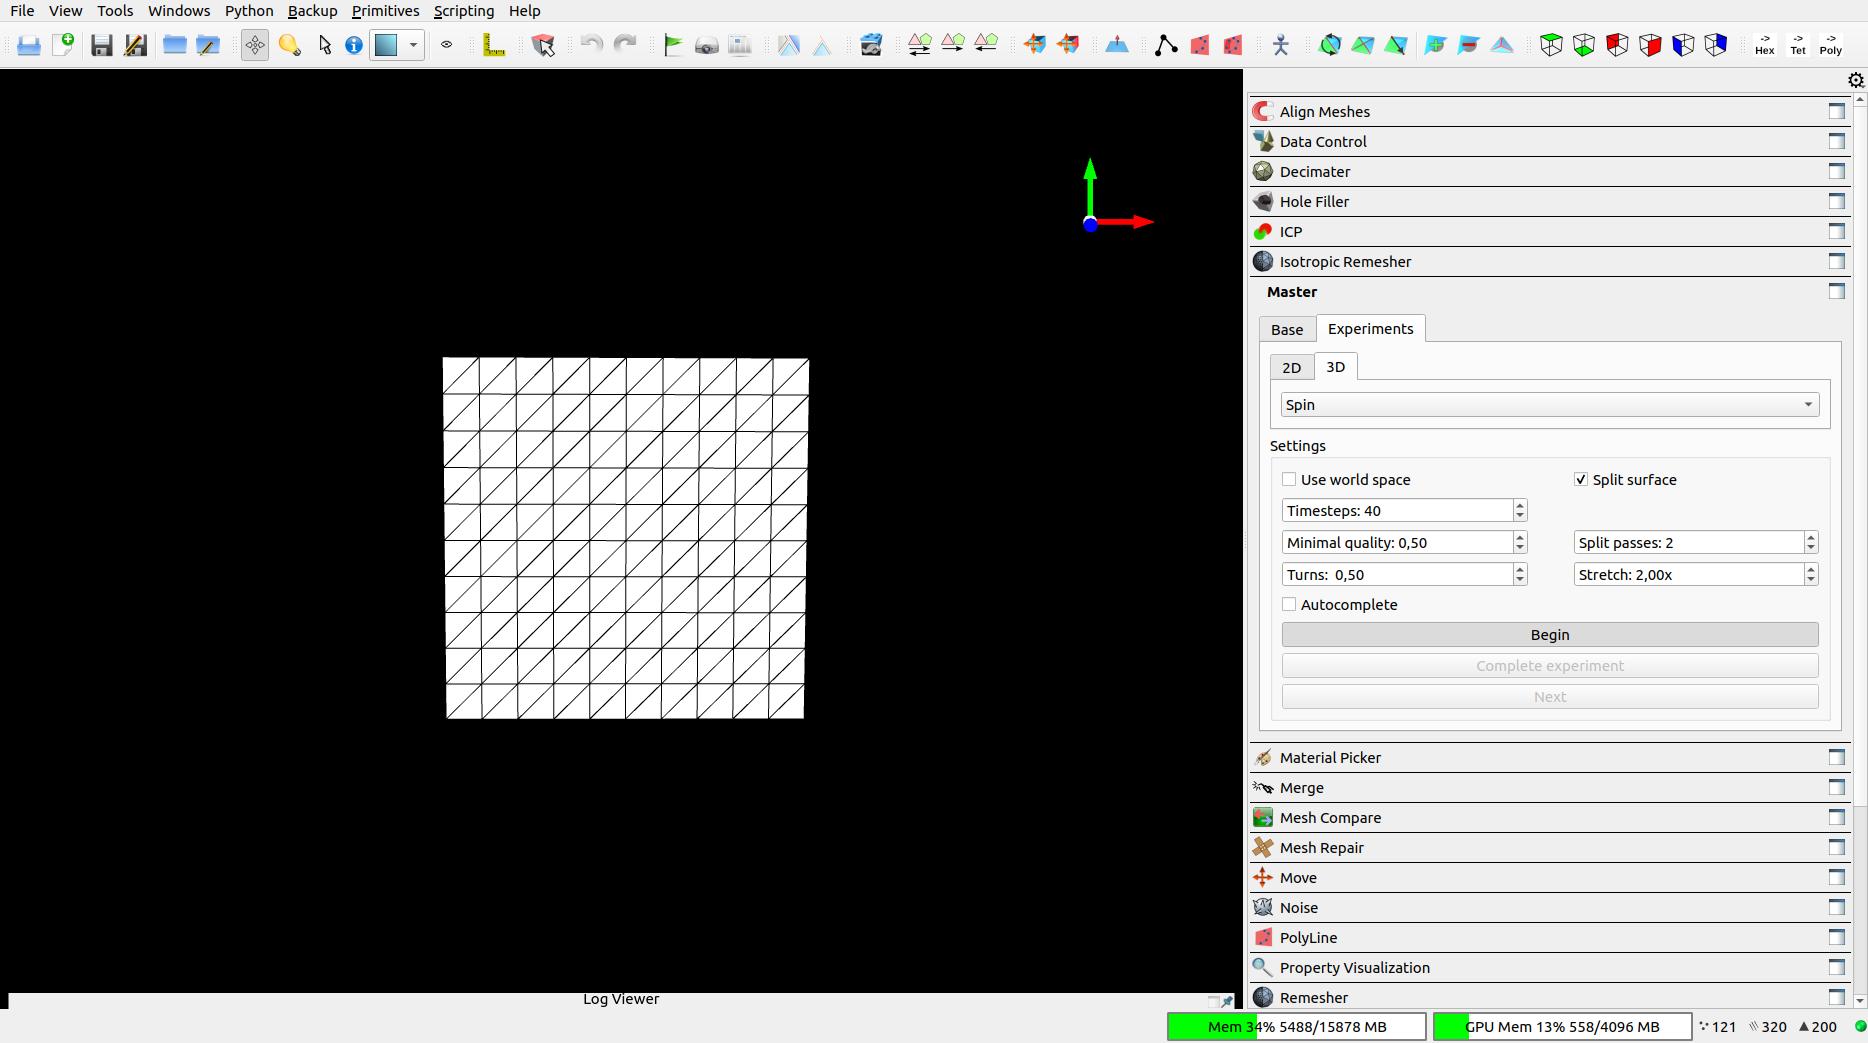 File View Tools Windows Python Backup Primitives Scripting Help
-> Hex -> Tet -> Poly
Align Meshes
Data Control
Decimater
Hole Filler
ICP
Isotropic Remesher
Master
Base Experiments
2D 3D
Spin
Settings
Use world space Split surface
Timesteps: 40
Minimal quality: 0,50 Split passes: 2
Turns: 0,50 Stretch: 2,00x
Autocomplete
Begin
Complete experiment
Next
Material Picker
Merge
Mesh Compare
Mesh Repair
Move
Noise
PolyLine
Property Visualization
Remesher
Log Viewer
Mem 34% 5488/15878 MB GPU Mem 13% 558/4096 MB 121 320 200